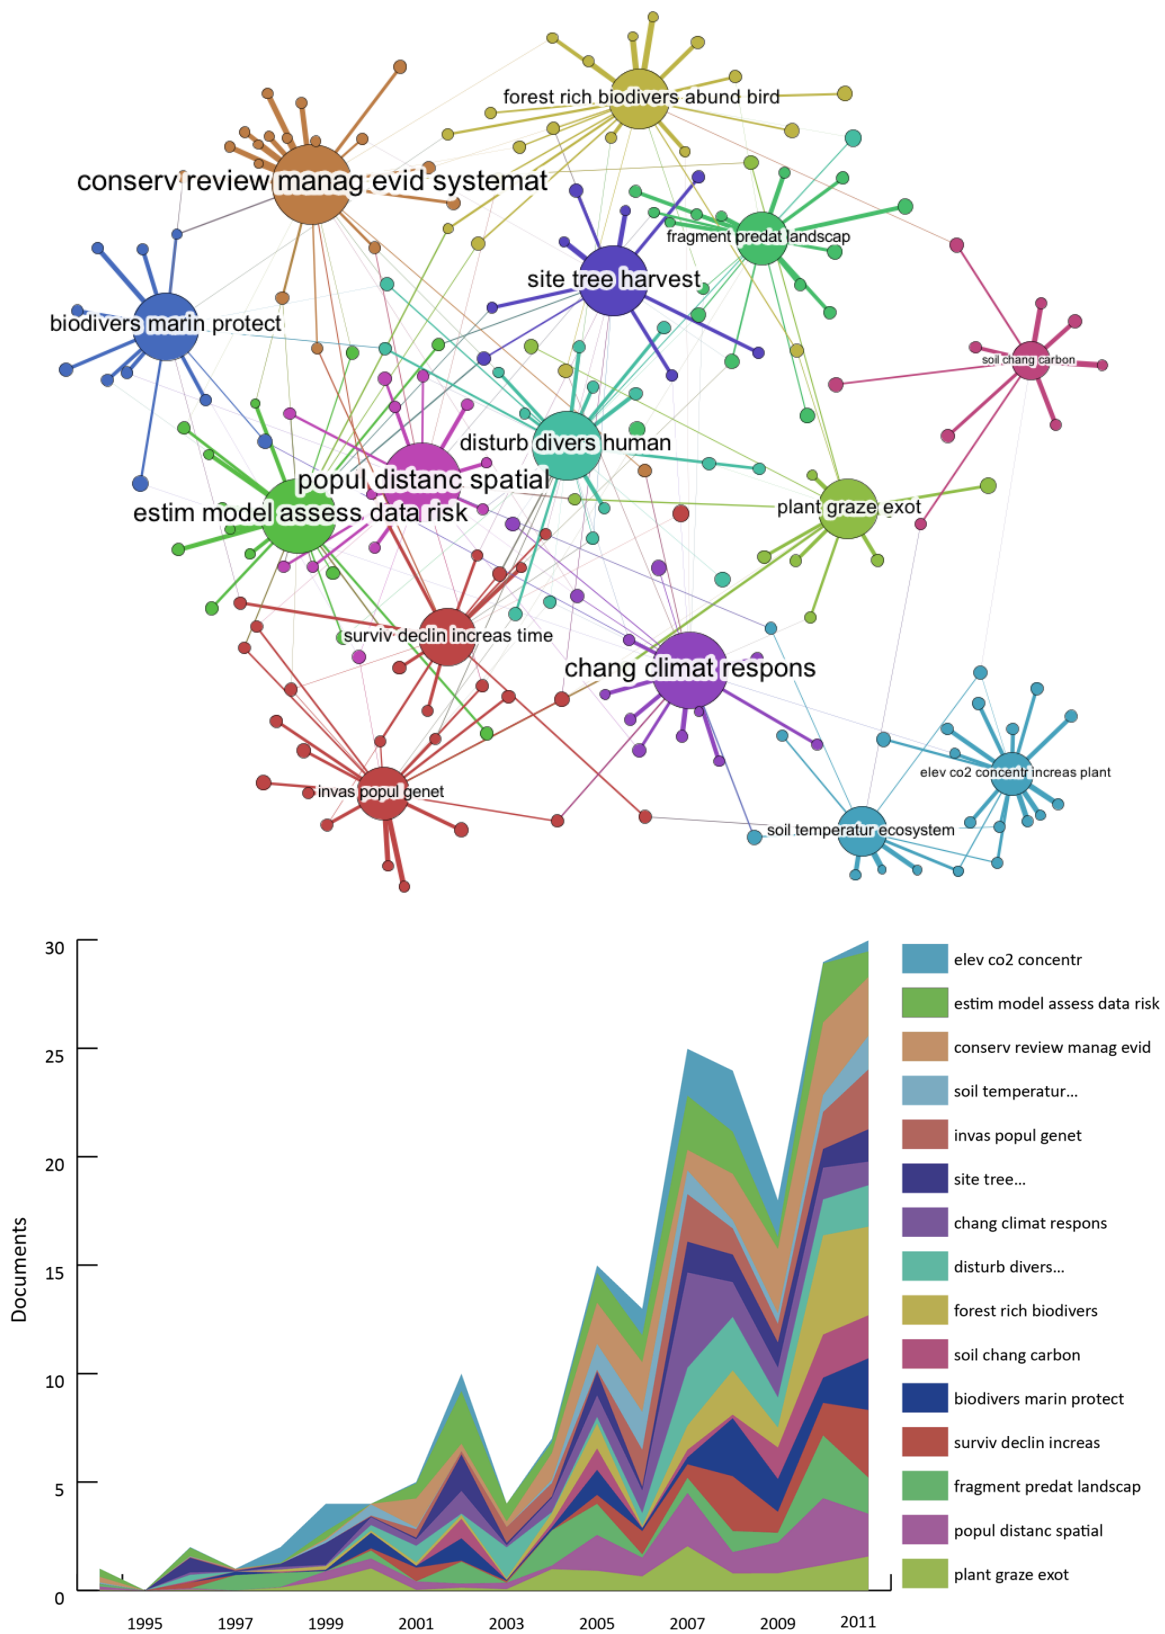 forest rich biodivers abund bird
conserv review manag evid systemat
fragment predat landscap
site tree harvest
biodivers marin protect
soil chang carbon
disturb divers human
popul distanc spatial
plant graze exot
estim model assess data risk
surviv declin increas time
chang climat respons
elev co2 concentr increas plant
invas popul genet
soil temperatur ecosystem
30
25
20
15
10
5
0
Documents
1995 1997 1999 2001 2003 2005 2007 2009 2011
elev co2 concentr
estim model assess data risk
conserv review manag evid
soil temperatur...
invas popul genet
site tree...
chang climat respons
disturb divers...
forest rich biodivers
soil chang carbon
biodivers marin protect
surviv declin increas
fragment predat landscap
popul distanc spatial
plant graze exot